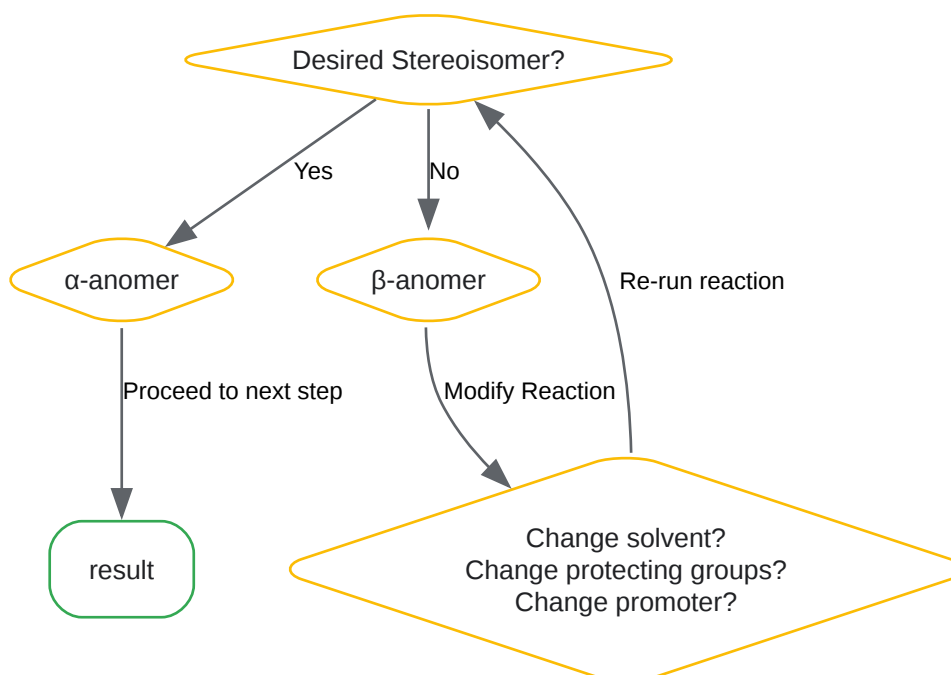 Desired Stereoisomer?
Yes
No
α-anomer
β-anomer
Re-run reaction
Proceed to next step
Modify Reaction
result
Change solvent?
Change protecting groups?
Change promoter?